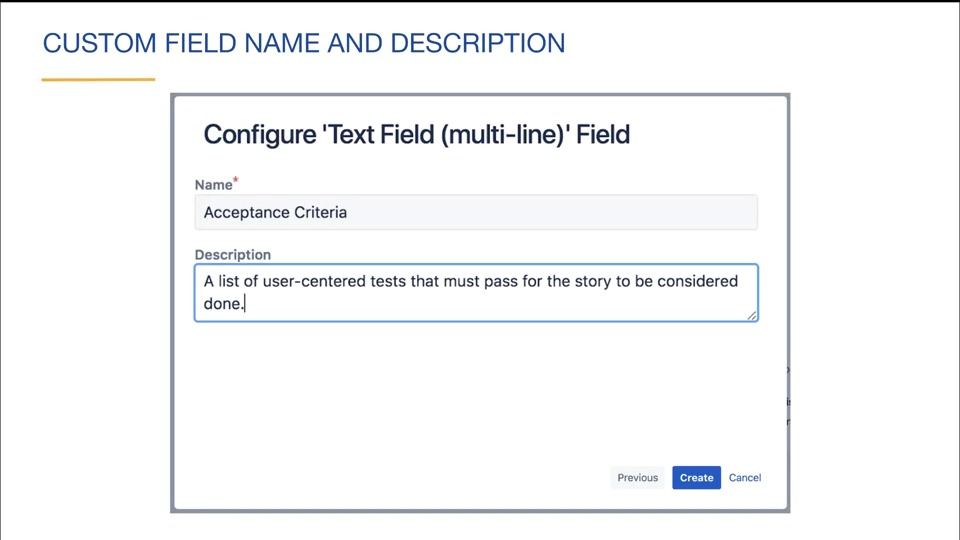 CUSTOM FIELD NAME AND DESCRIPTION
Configure 'Text Field (multi-line)' Field
Name*
Acceptance Criteria
Description
A list of user-centered tests that must pass for the story to be considered
done.
Previous Create Cancel